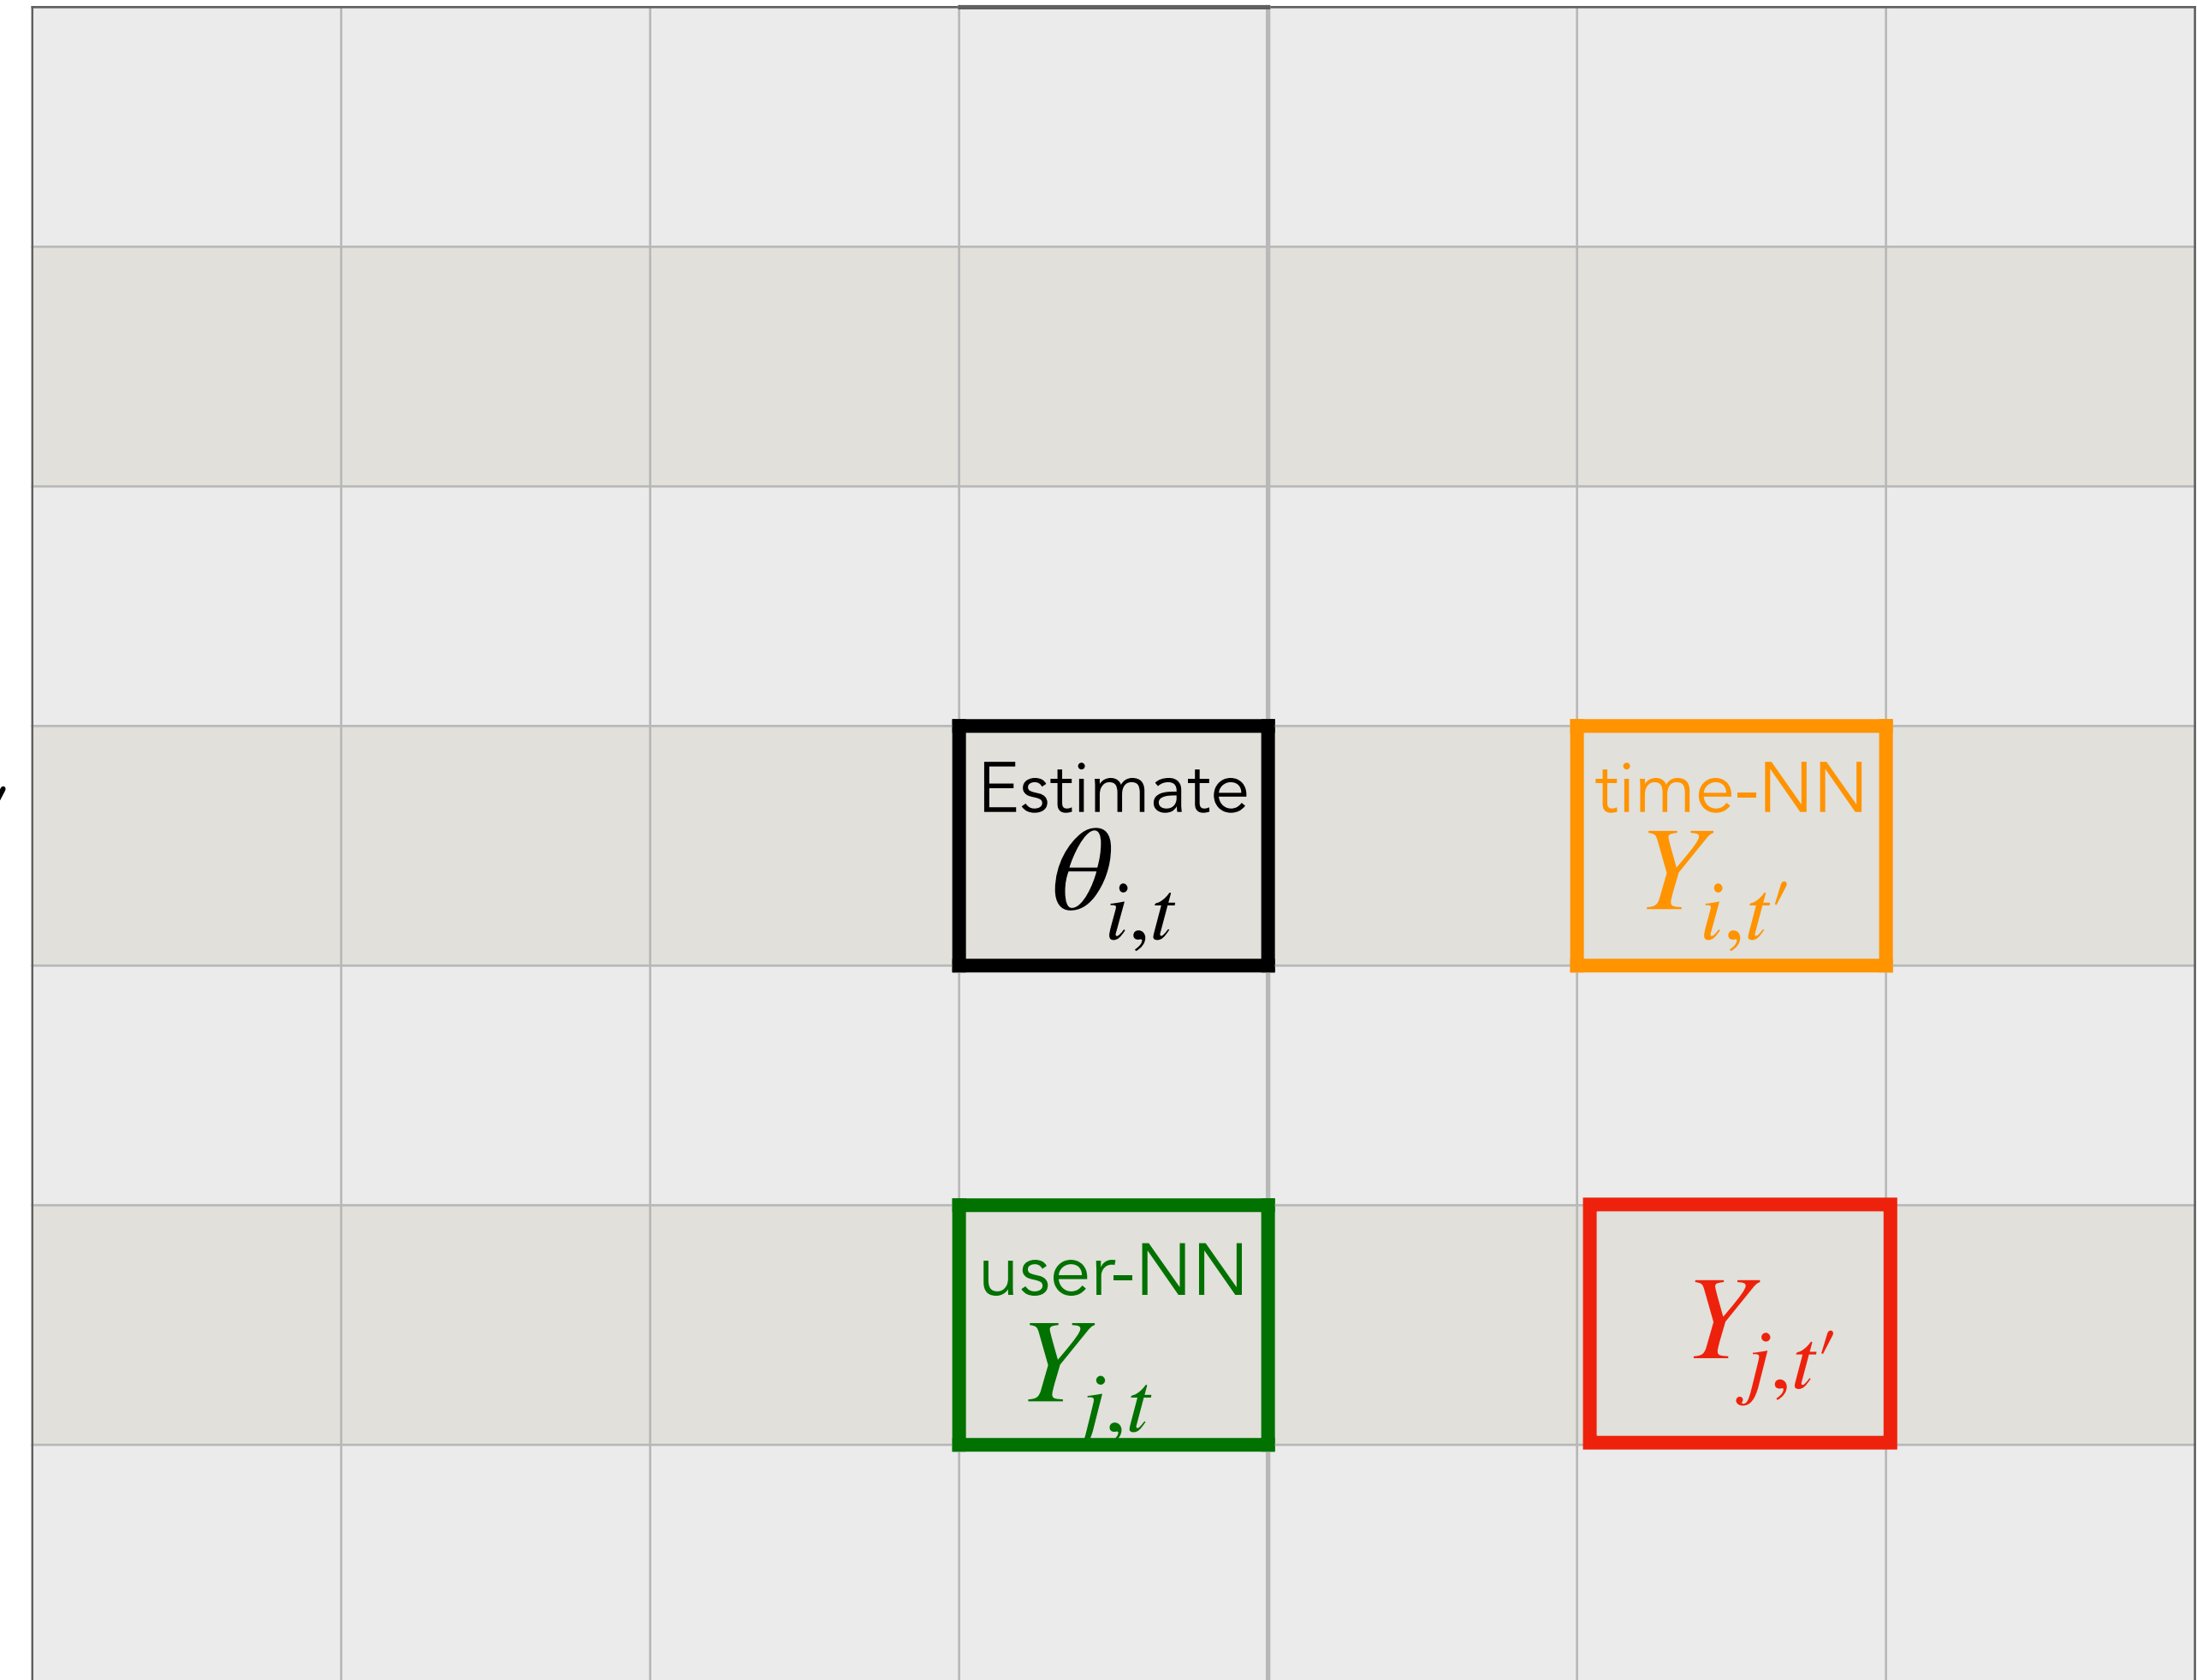 Estimate
θi,t
time-NN
Yi,t′
user-NN
Yj,t
Yj,t′